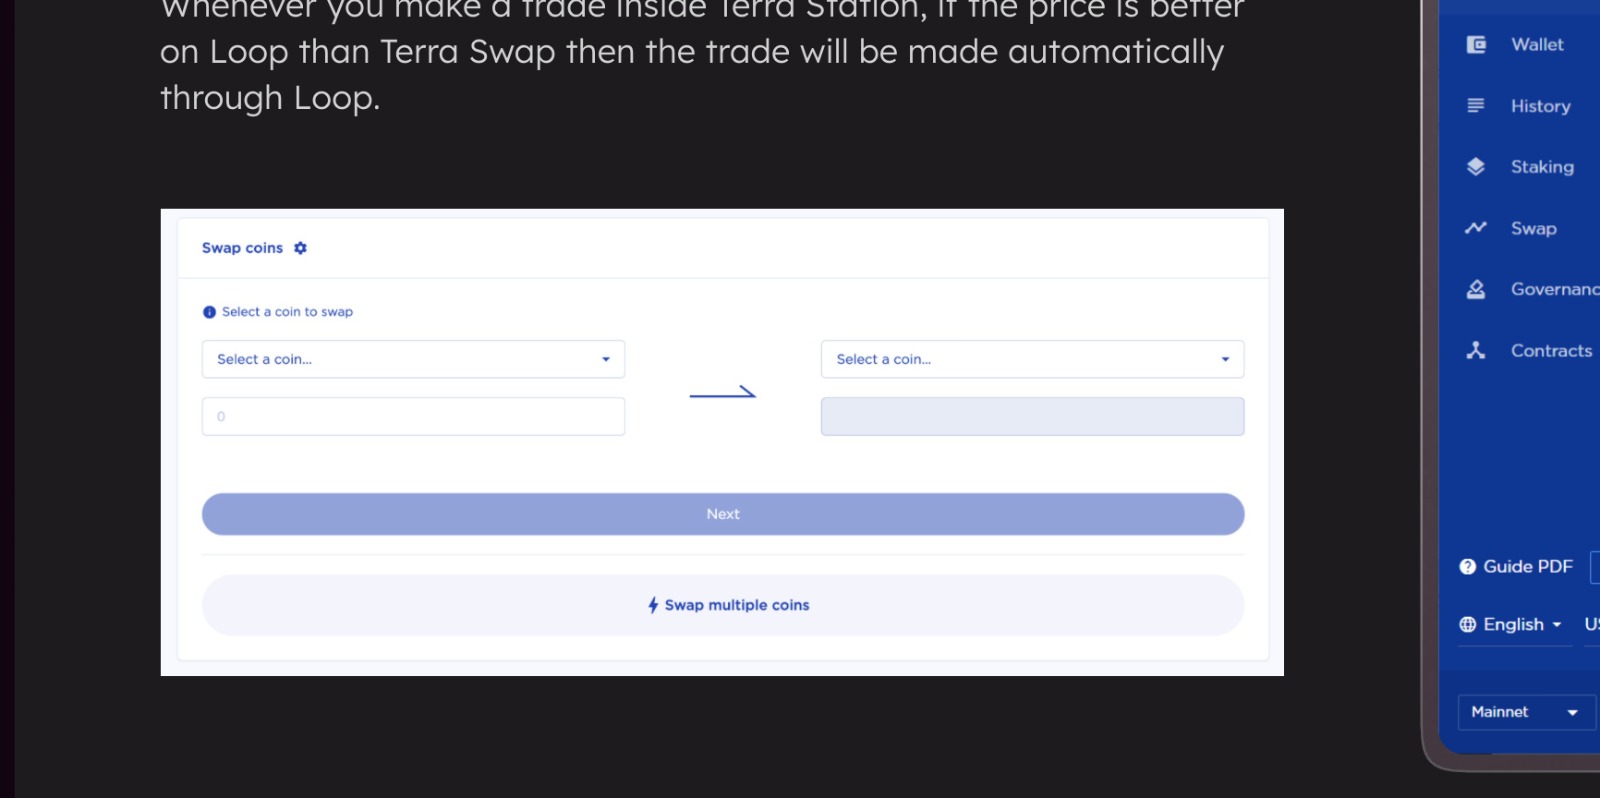 Whenever you make a trade inside Terra Station, if the price is better
on Loop than Terra Swap then the trade will be made automatically
through Loop.
Swap coins
Select a coin to swap
Select a coin...
Select a coin...
0
Next
Swap multiple coins
Wallet
History
Staking
Swap
Governanc
Contracts
Guide PDF
English
Mainnet